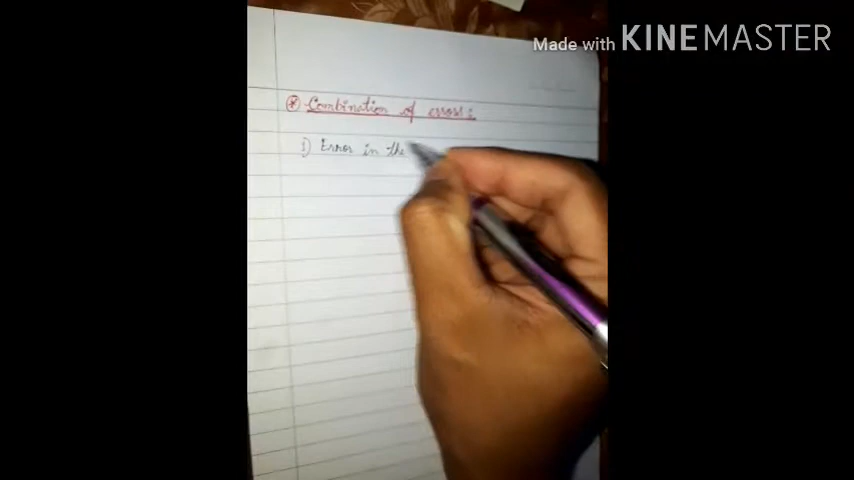 Made with KINEMASTER
* Combination of errors :
i) Error in the